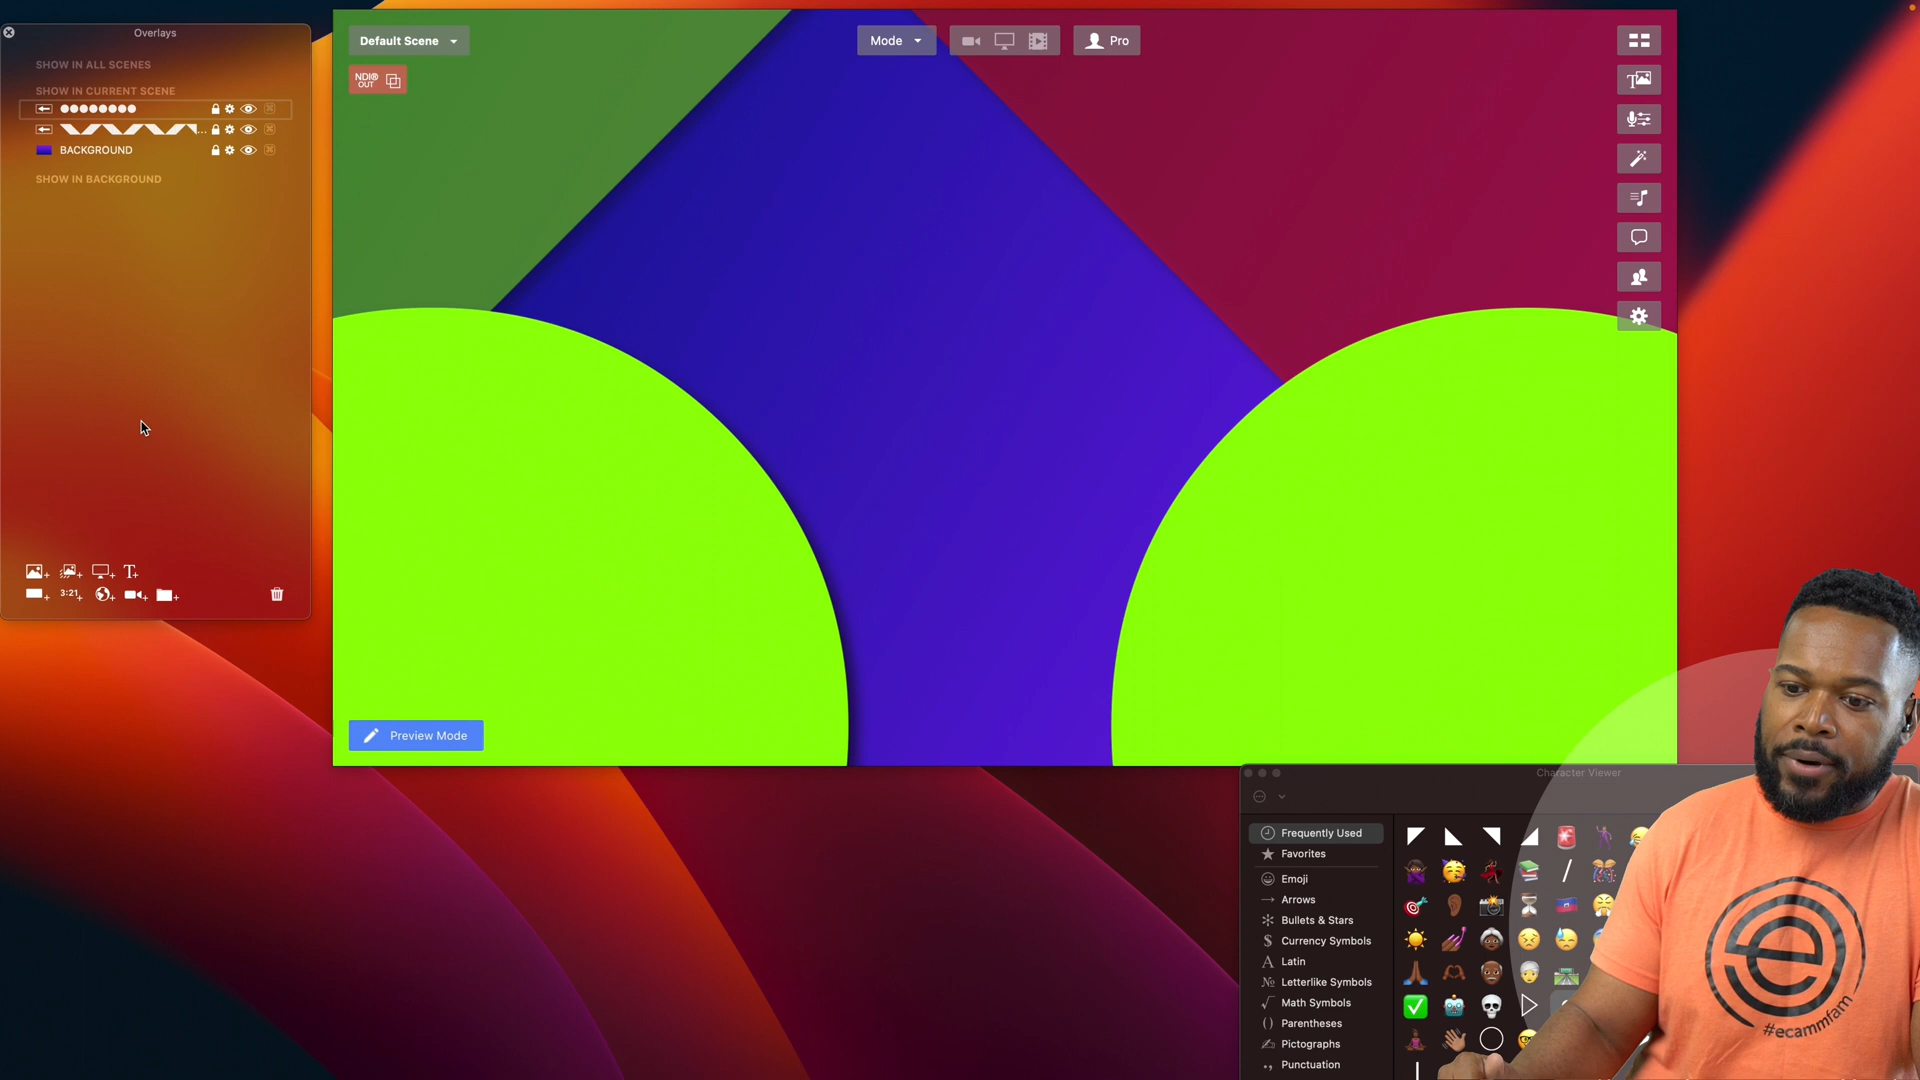 Overlays
SHOW IN ALL SCENES
SHOW IN CURRENT SCENE
BACKGROUND
SHOW IN BACKGROUND
3:21+
T+
Default Scene
NDI® OUT
Mode
Pro
Preview Mode
Character Viewer
Frequently Used
Favorites
Emoji
Arrows
Bullets & Stars
Currency Symbols
Latin
Letterlike Symbols
Math Symbols
Parentheses
Pictographs
Punctuation
#ecammfam